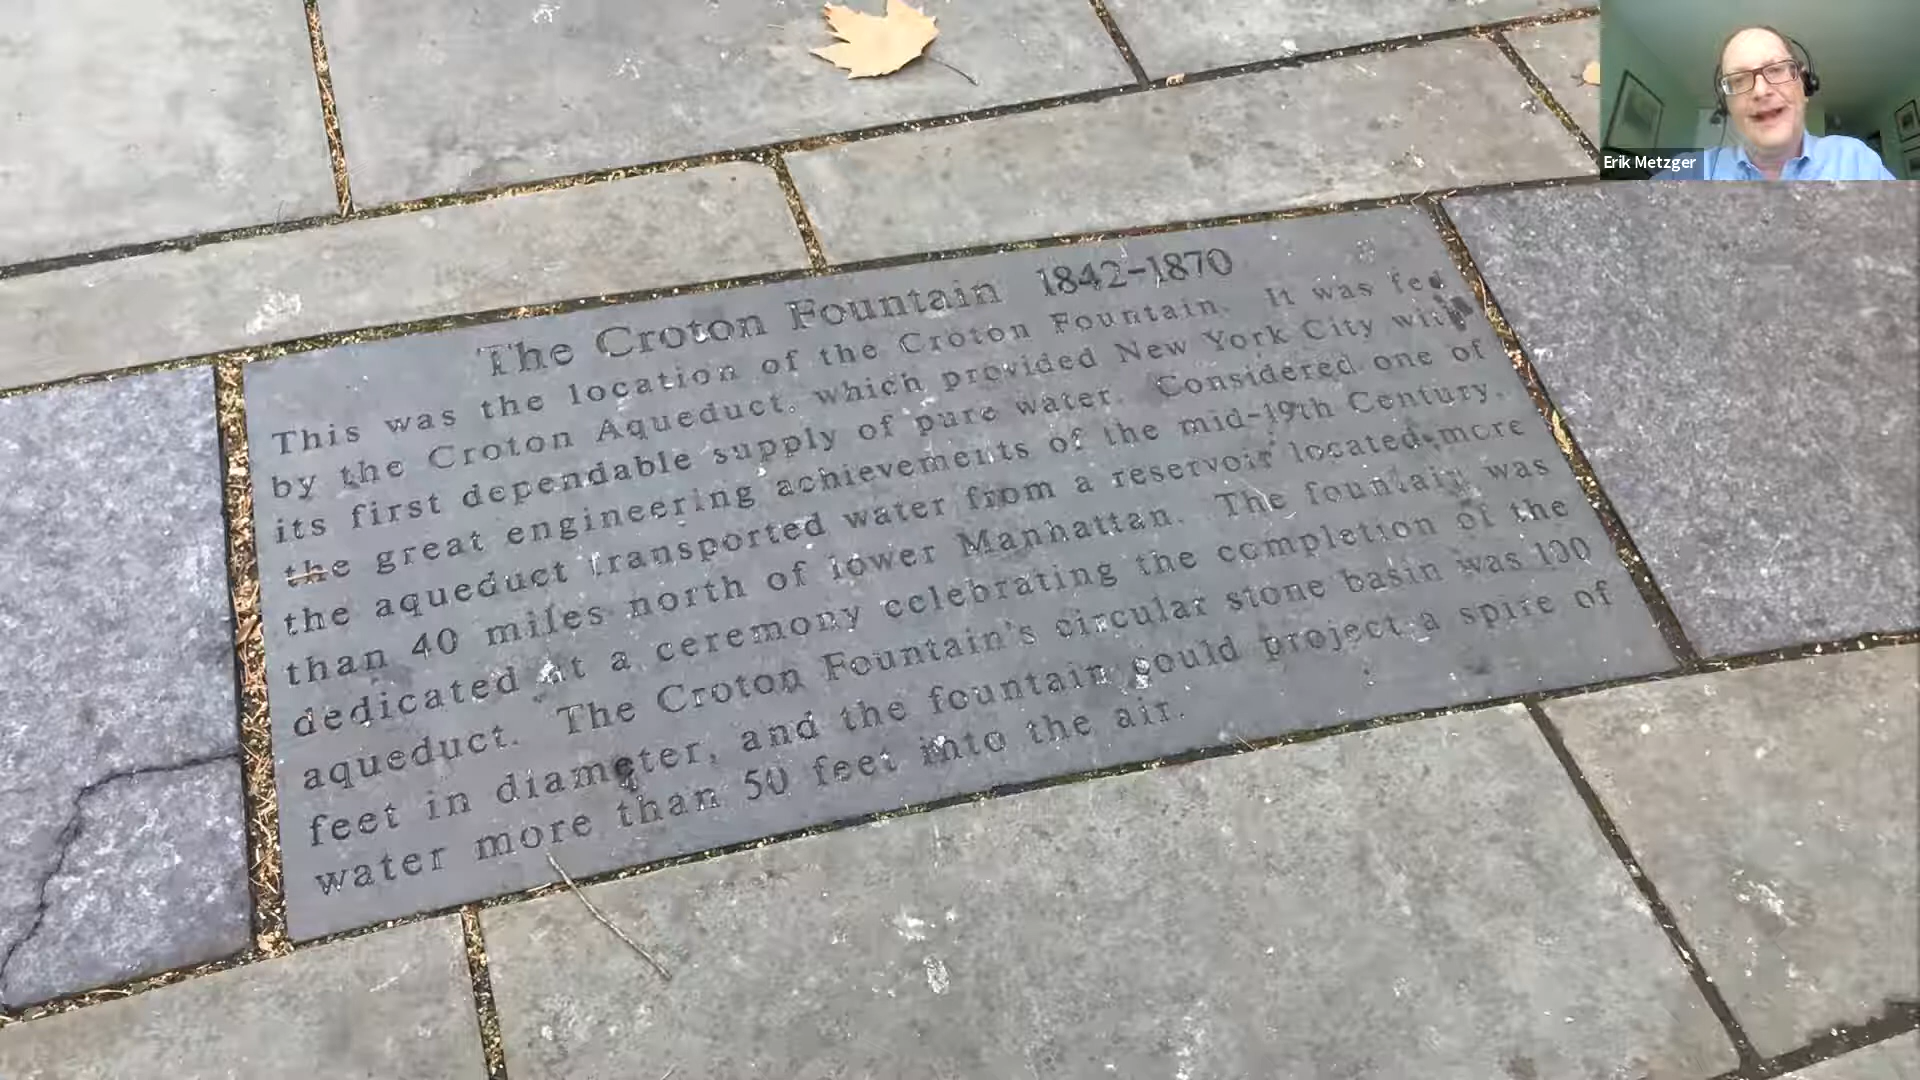 Erik Metzger
The Croton Fountain 1842-1870
This was the location of the Croton Fountain. It was fed
by the Croton Aqueduct, which provided New York City with
its first dependable supply of pure water. Considered one of
the great engineering achievements of the mid-19th Century,
the aqueduct transported water from a reservoir located more
than 40 miles north of lower Manhattan. The fountain was
dedicated at a ceremony celebrating the completion of the
aqueduct. The Croton Fountain's circular stone basin was 100
feet in diameter, and the fountain could project a spire of
water more than 50 feet into the air.